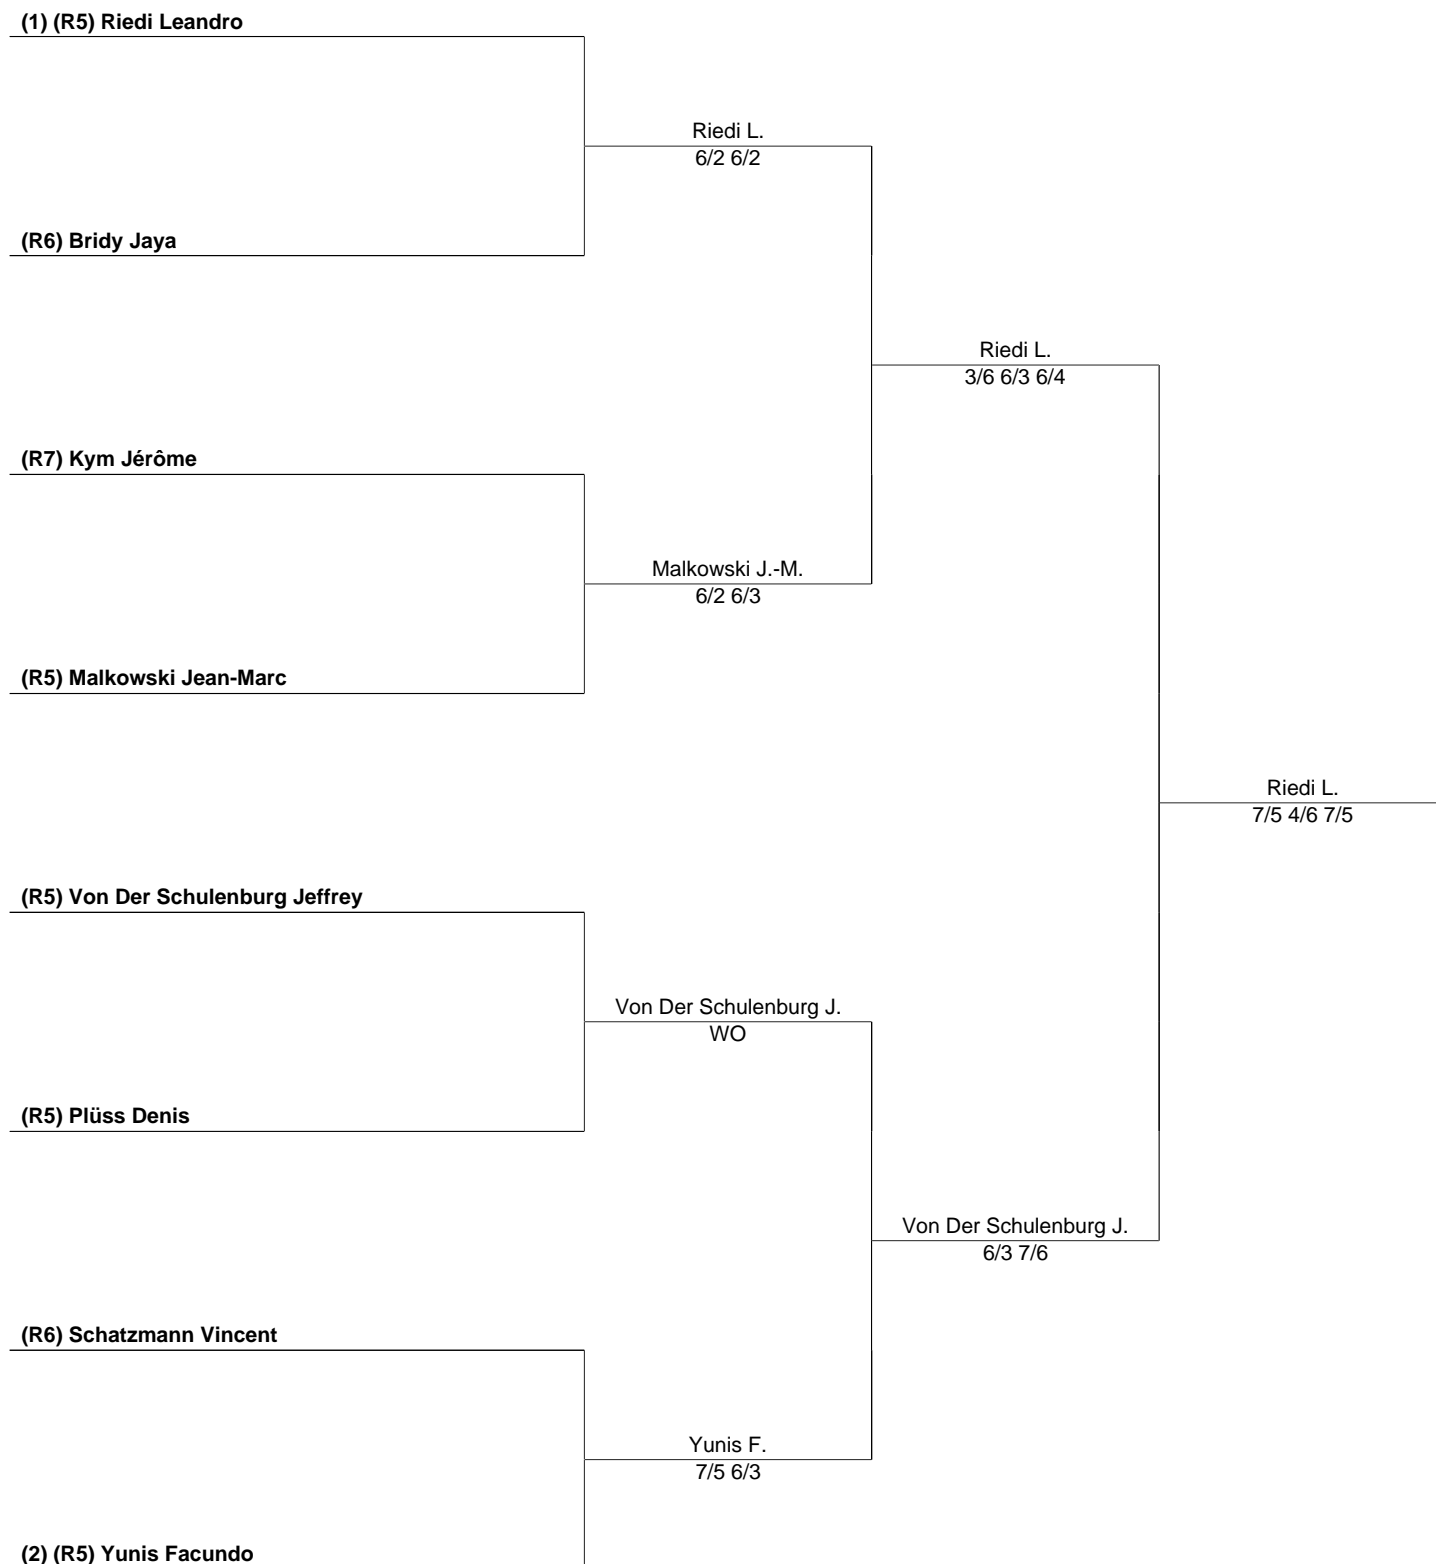 (1) (R5) Riedi Leandro
Riedi L.
6/2 6/2
(R6) Bridy Jaya
Riedi L.
3/6 6/3 6/4
(R7) Kym Jérôme
Malkowski J.-M.
6/2 6/3
(R5) Malkowski Jean-Marc
Riedi L.
7/5 4/6 7/5
(R5) Von Der Schulenburg Jeffrey
Von Der Schulenburg J.
WO
(R5) Plüss Denis
Von Der Schulenburg J.
6/3 7/6
(R6) Schatzmann Vincent
Yunis F.
7/5 6/3
(2) (R5) Yunis Facundo